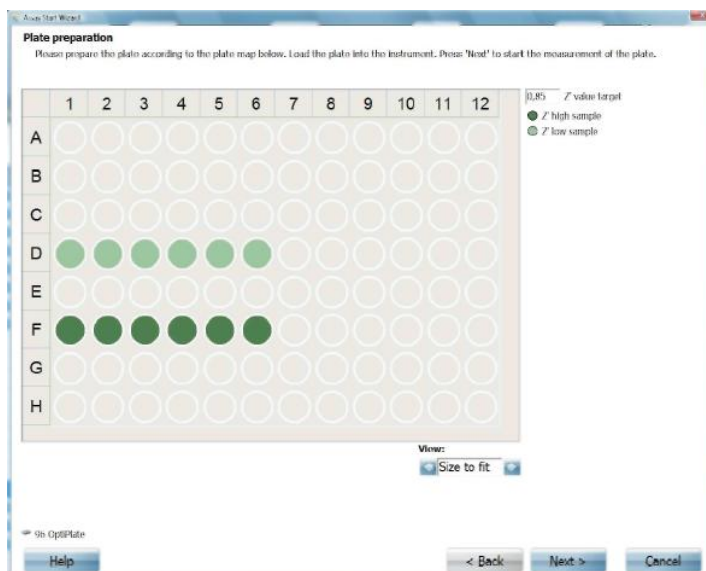 Assay Start Wizard
Plate preparation
Please prepare the plate according to the plate map below. Load the plate into the instrument. Press 'Next' to start the measurement of the plate.
1 2 3 4 5 6 7 8 9 10 11 12
0,85 Z' value target
Z' high sample
Z' low sample
A
B
C
D
E
F
G
H
View:
Size to fit
96 OptiPlate
Help
< Back
Next >
Cancel